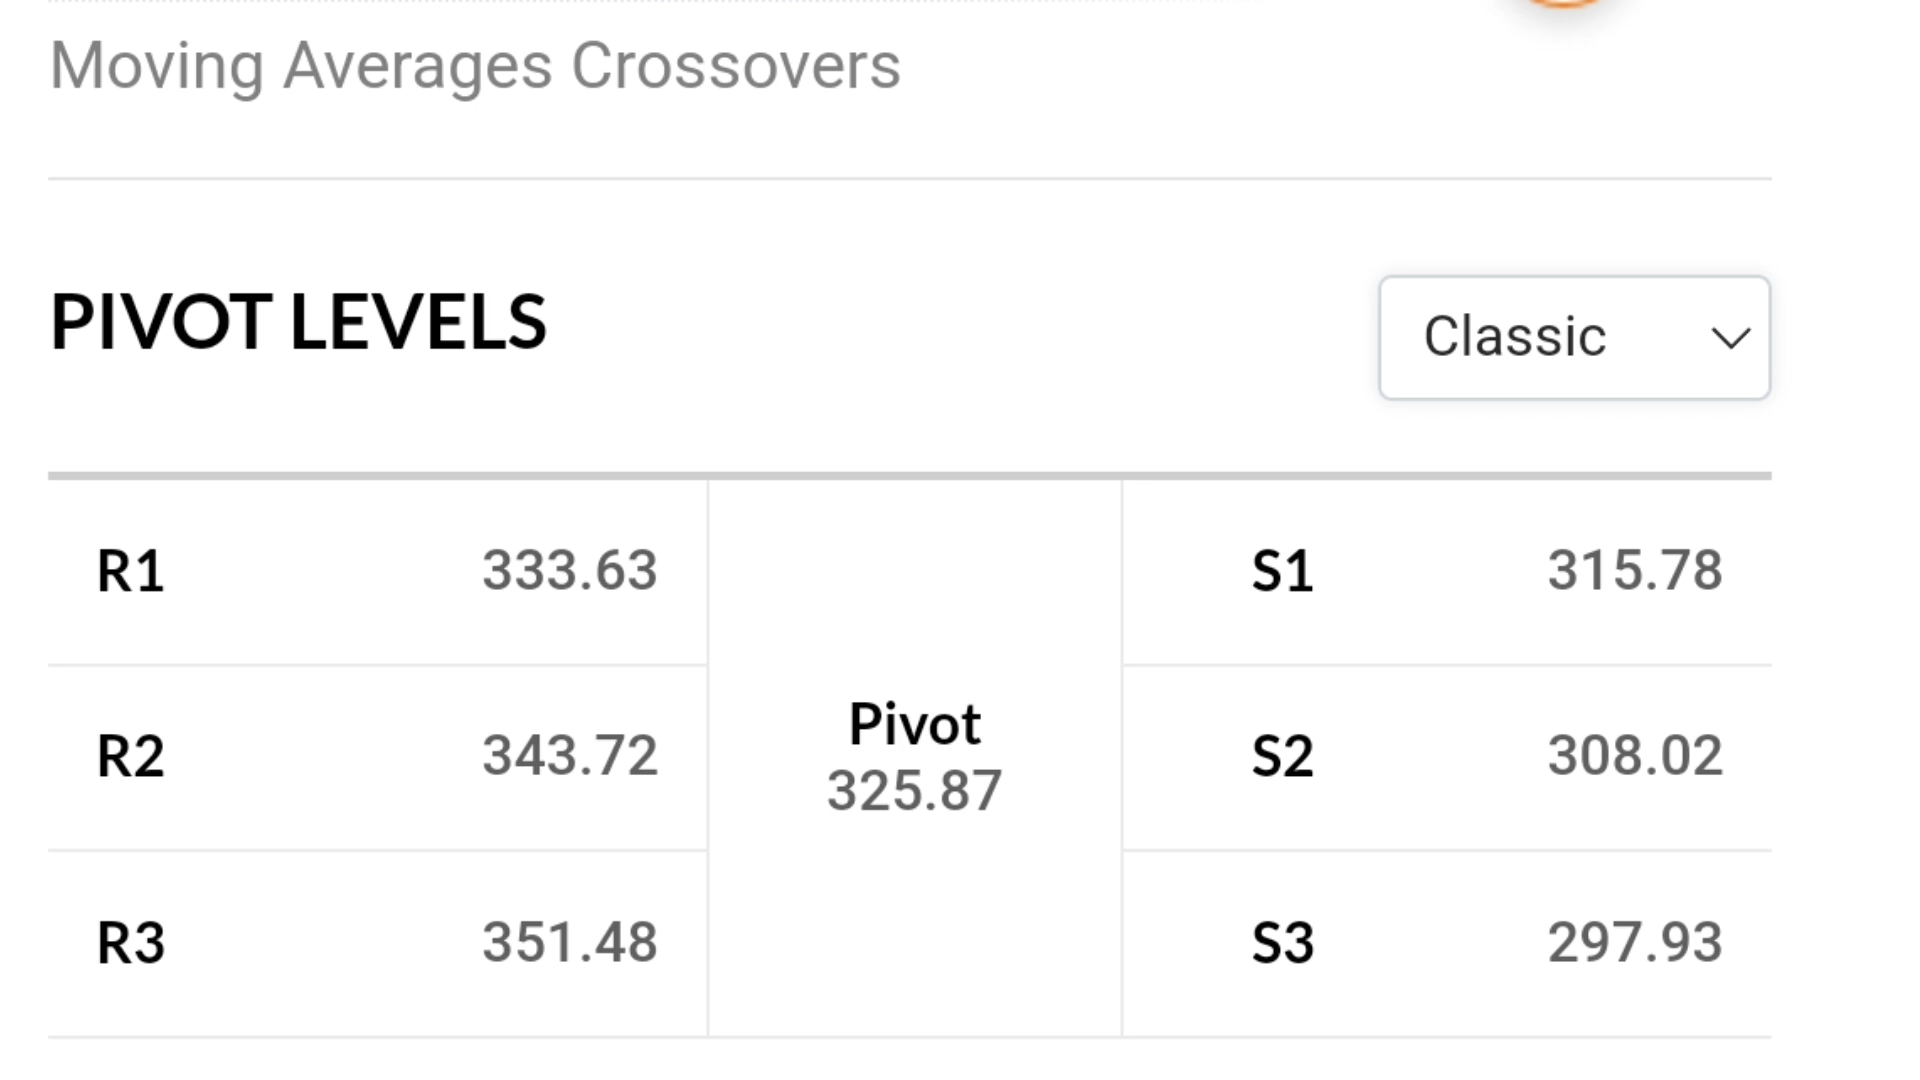 Moving Averages Crossovers
PIVOT LEVELS
Classic
R1 333.63
S1 315.78
R2 343.72
Pivot
325.87
S2 308.02
R3 351.48
S3 297.93